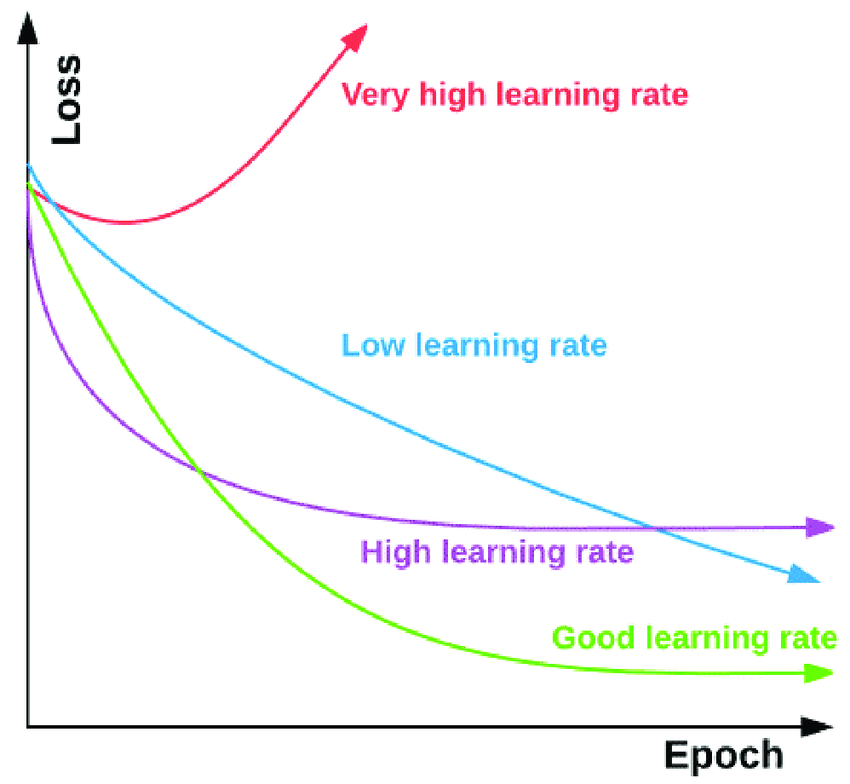 Loss
Very high learning rate
Low learning rate
High learning rate
Good learning rate
Epoch